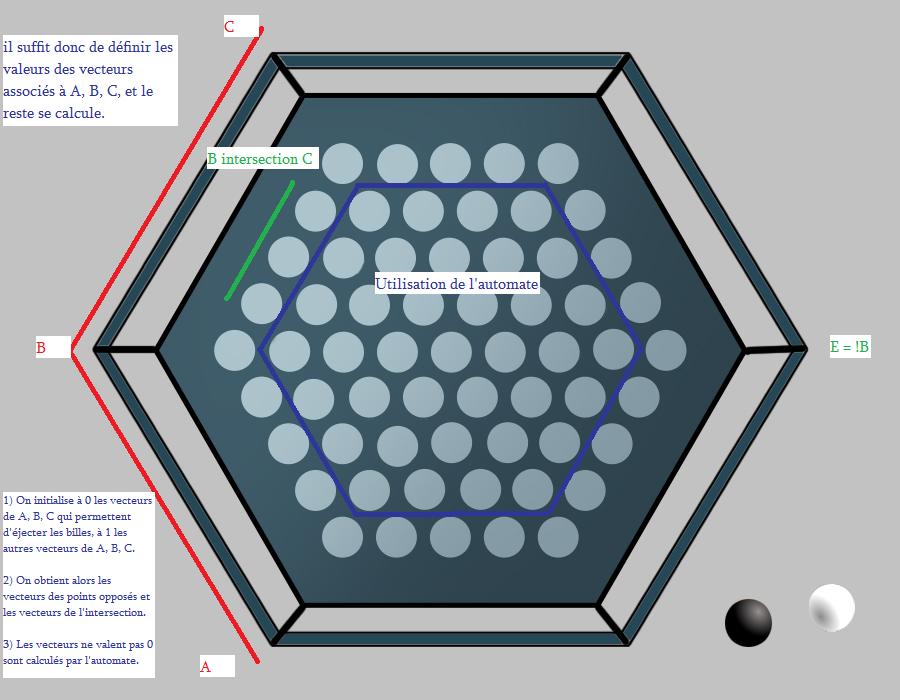 C
il suffit donc de définir les
valeurs des vecteurs
associés à A, B, C, et le
reste se calcule.
B intersection C
Utilisation de l'automate
B
E = !B
1) On initialise à 0 les vecteurs
de A, B, C qui permettent
d'éjecter les billes, à 1 les
autres vecteurs de A, B, C.
2) On obtient alors les
vecteurs des points opposés et
les vecteurs de l'intersection.
3) Les vecteurs ne valent pas 0
sont calculés par l'automate.
A